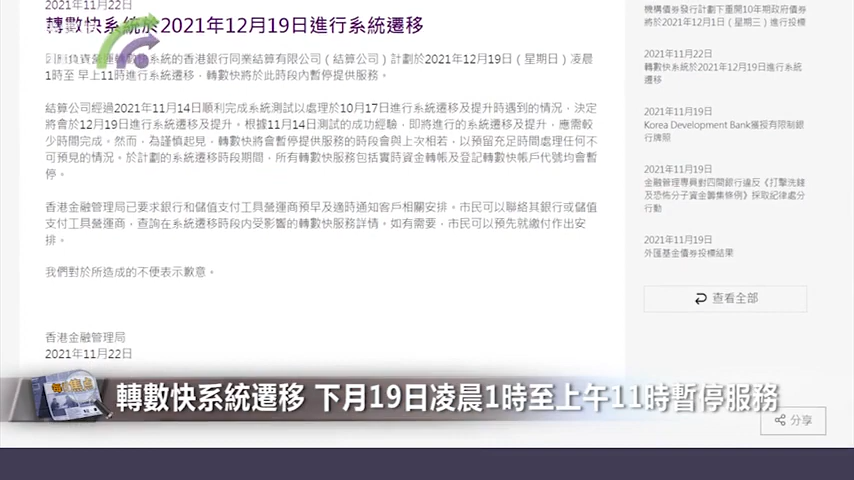 2021年11月22日
轉數快系統於2021年12月19日進行系統遷移
因應負責營運轉數快系統的香港銀行同業結算有限公司（結算公司）計劃於2021年12月19日（星期日）凌晨
1時至 早上11時進行系統遷移，轉數快將於此時段內暫停提供服務。
結算公司經過2021年11月14日順利完成系統測試以處理於10月17日進行系統遷移及提升時遇到的情況，決定
將會於12月19日進行系統遷移及提升。根據11月14日測試的成功經驗，即將進行的系統遷移及提升，應需較
少時間完成。然而，為謹慎起見，轉數快將會暫停提供服務的時段會與上次相若，以預留充足時間處理任何不
可預見的情況。於計劃的系統遷移時段期間，所有轉數快服務包括實時資金轉帳及登記轉數快帳戶代號均會暫
停。
香港金融管理局已要求銀行和儲值支付工具營運商預早及適時通知客戶相關安排。市民可以聯絡其銀行或儲值
支付工具營運商，查詢在系統遷移時段內受影響的轉數快服務詳情。如有需要，市民可以預先就繳付作出安
排。
我們對於所造成的不便表示歉意。
香港金融管理局
2021年11月22日
機構債券發行計劃下重開10年期政府債券
將於2021年12月1日（星期三）進行投標
2021年11月22日
轉數快系統於2021年12月19日進行系統
遷移
2021年11月19日
Korea Development Bank獲授有限制銀
行牌照
2021年11月19日
金融管理專員對四間銀行違反《打擊洗錢
及恐怖分子資金籌集條例》採取紀律處分
行動
2021年11月19日
外匯基金債券投標結果
查看全部
每日焦点
轉數快系統遷移 下月19日凌晨1時至上午11時暫停服務
分享